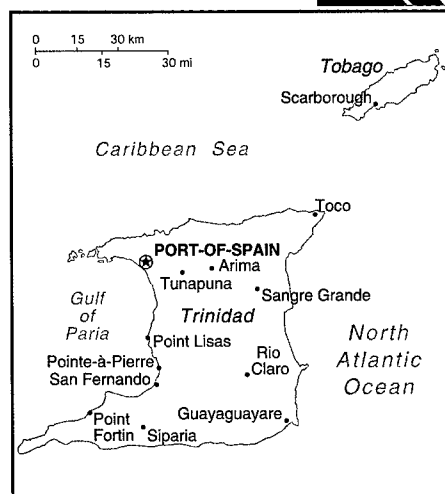 0 15 30 km
0 15 30 mi
Tobago
Scarborough
Caribbean Sea
Toco
PORT-OF-SPAIN
Arima
Tunapuna
Sangre Grande
Gulf
of
Paria
Trinidad
Point Lisas
North
Atlantic
Ocean
Rio
Claro
Pointe-à-Pierre
San Fernando
Point
Fortin
Siparia
Guayaguayare